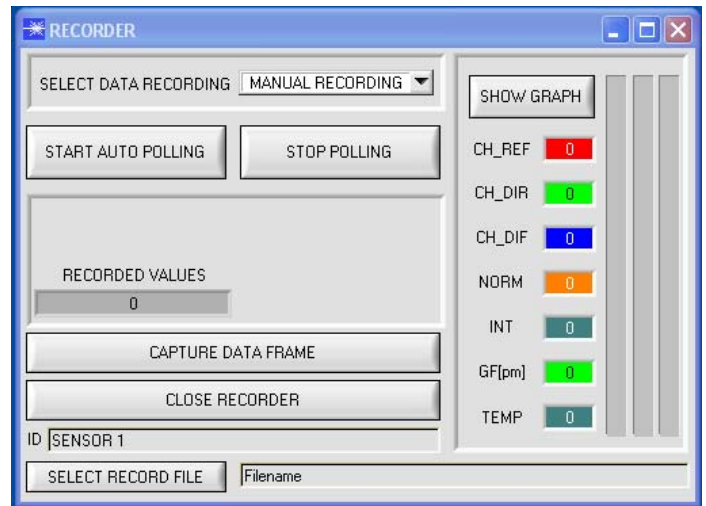 RECORDER
SELECT DATA RECORDING MANUAL RECORDING
START AUTO POLLING STOP POLLING
RECORDED VALUES
0
CAPTURE DATA FRAME
CLOSE RECORDER
ID SENSOR 1
SELECT RECORD FILE Filename
SHOW GRAPH
CH_REF 0
CH_DIR 0
CH_DIF 0
NORM 0
INT 0
GF[pm] 0
TEMP 0